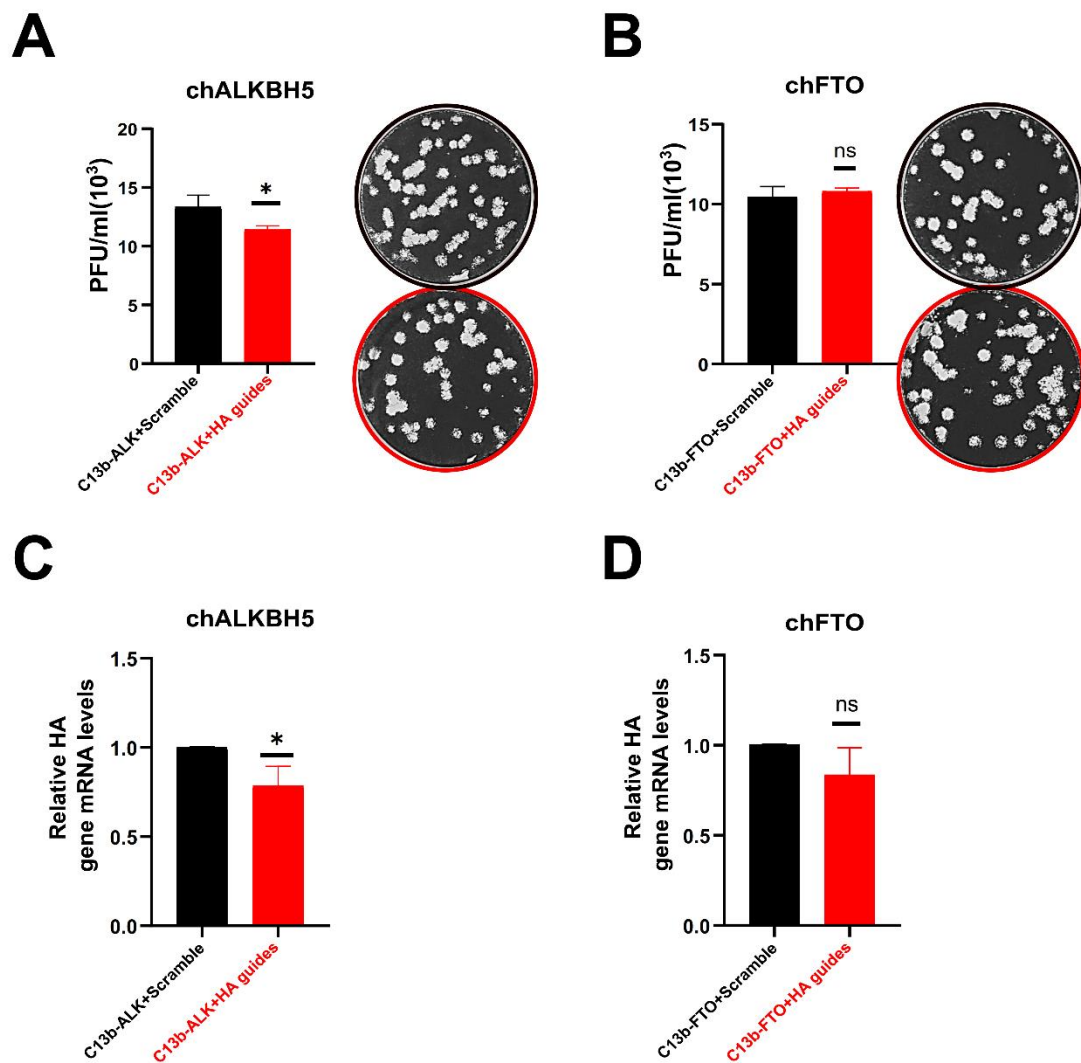 A
chALKBH5
20
15
10
5
0
PFU/ml(10³)
*
C13b-ALK+Scramble
C13b-ALK+HA guides
B
chFTO
15
10
5
0
PFU/ml(10³)
ns
C13b-FTO+Scramble
C13b-FTO+HA guides
C
chALKBH5
1.5
1.0
0.5
0.0
Relative HA
gene mRNA levels
*
C13b-ALK+Scramble
C13b-ALK+HA guides
D
chFTO
1.5
1.0
0.5
0.0
Relative HA
gene mRNA levels
ns
C13b-FTO+Scramble
C13b-FTO+HA guides